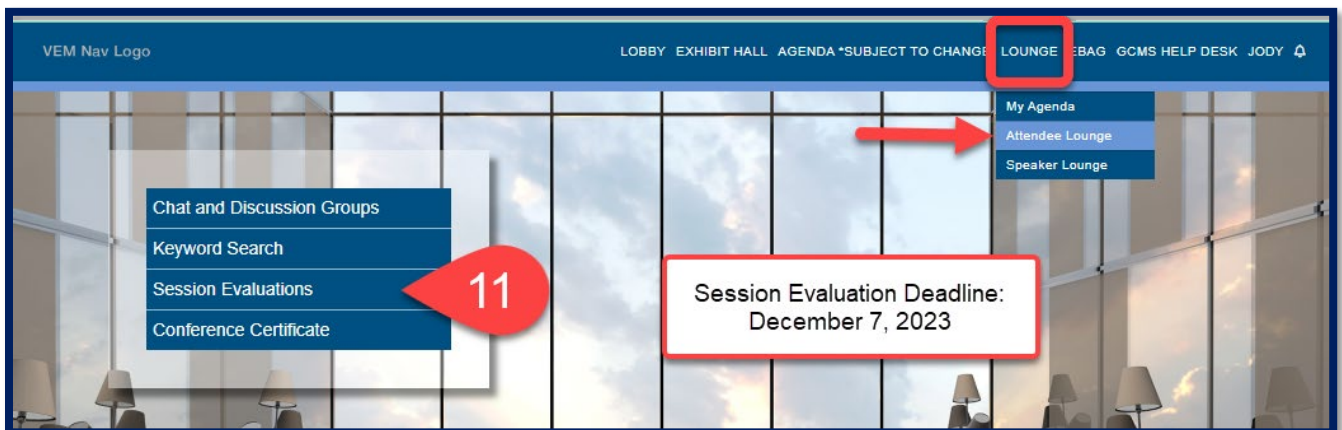 VEM Nav Logo
LOBBY EXHIBIT HALL AGENDA *SUBJECT TO CHANGE LOUNGE EBAG GCMS HELP DESK JODY
My Agenda
Attendee Lounge
Speaker Lounge
Chat and Discussion Groups
Keyword Search
Session Evaluations
Conference Certificate
11
Session Evaluation Deadline:
December 7, 2023